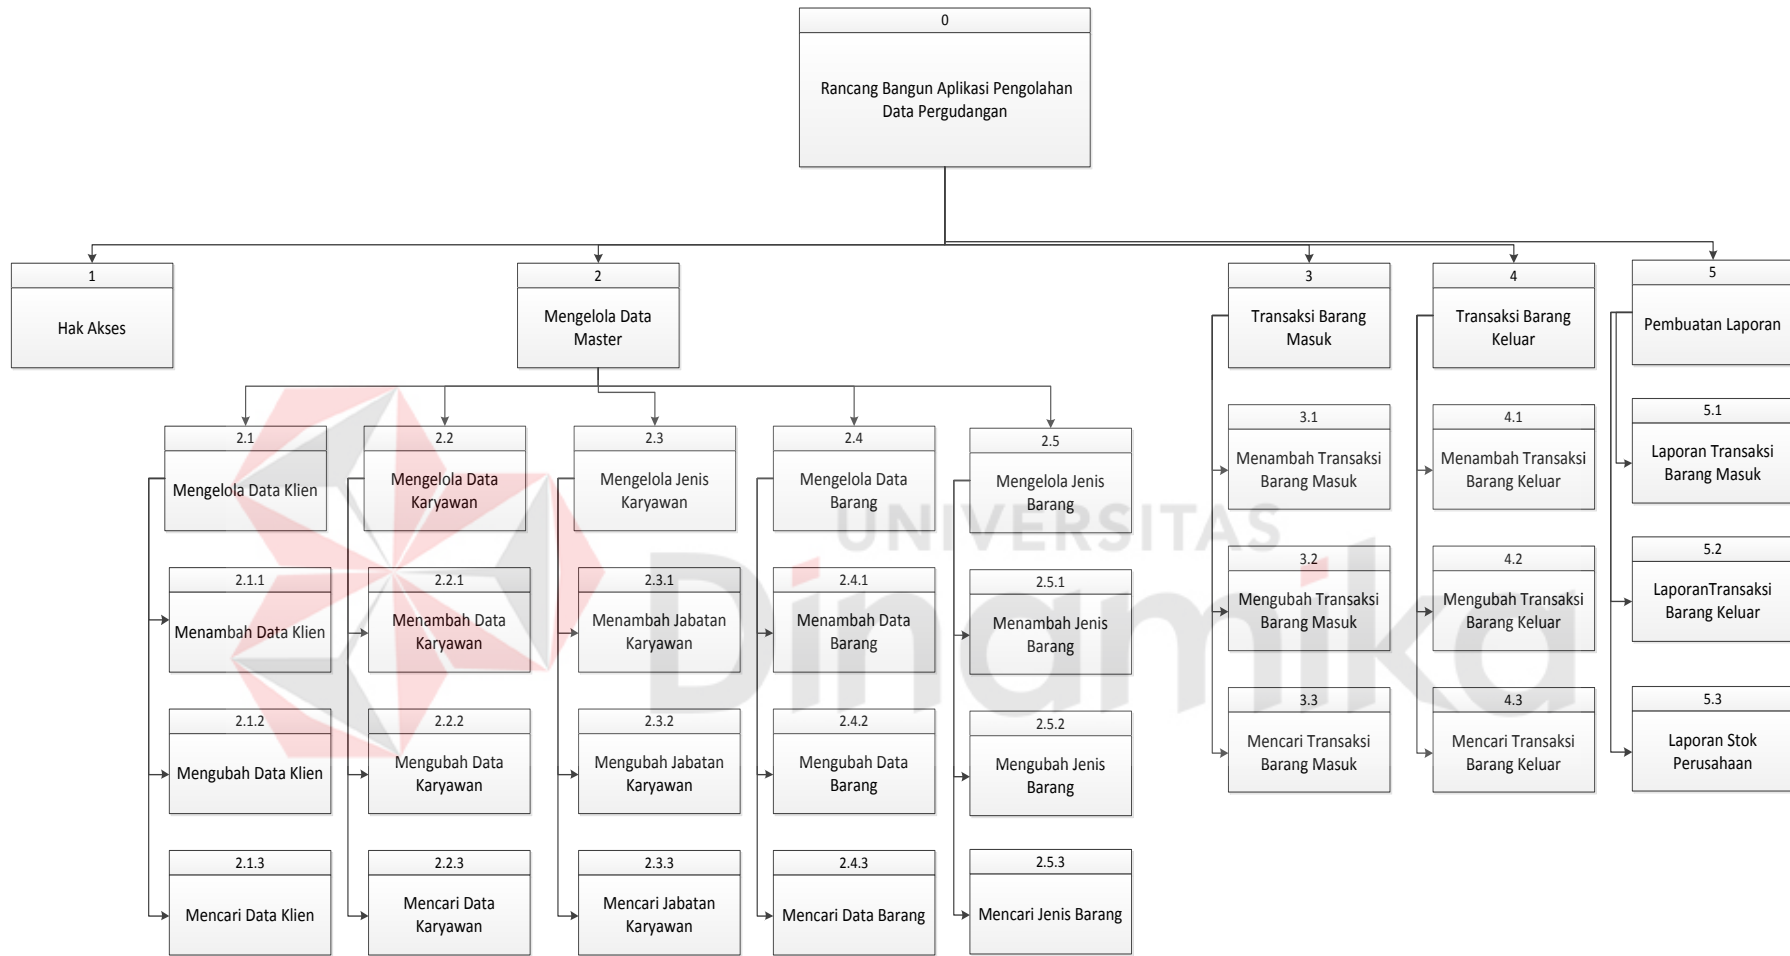 0
Rancang Bangun Aplikasi Pengolahan
Data Pergudangan
1
Hak Akses
2
Mengelola Data
Master
3
Transaksi Barang
Masuk
4
Transaksi Barang
Keluar
5
Pembuatan Laporan
2.1
Mengelola Data Klien
2.2
Mengelola Data
Karyawan
2.3
Mengelola Jenis
Karyawan
2.4
Mengelola Data
Barang
2.5
Mengelola Jenis
Barang
3.1
Menambah Transaksi
Barang Masuk
4.1
Menambah Transaksi
Barang Keluar
5.1
Laporan Transaksi
Barang Masuk
UNIVERSITAS
Dinamika
2.1.1
Menambah Data Klien
2.2.1
Menambah Data
Karyawan
2.3.1
Menambah Jabatan
Karyawan
2.4.1
Menambah Data
Barang
2.5.1
Menambah Jenis
Barang
3.2
Mengubah Transaksi
Barang Masuk
4.2
Mengubah Transaksi
Barang Keluar
5.2
LaporanTransaksi
Barang Keluar
2.1.2
Mengubah Data Klien
2.2.2
Mengubah Data
Karyawan
2.3.2
Mengubah Jabatan
Karyawan
2.4.2
Mengubah Data
Barang
2.5.2
Mengubah Jenis
Barang
3.3
Mencari Transaksi
Barang Masuk
4.3
Mencari Transaksi
Barang Keluar
5.3
Laporan Stok
Perusahaan
2.1.3
Mencari Data Klien
2.2.3
Mencari Data
Karyawan
2.3.3
Mencari Jabatan
Karyawan
2.4.3
Mencari Data Barang
2.5.3
Mencari Jenis Barang